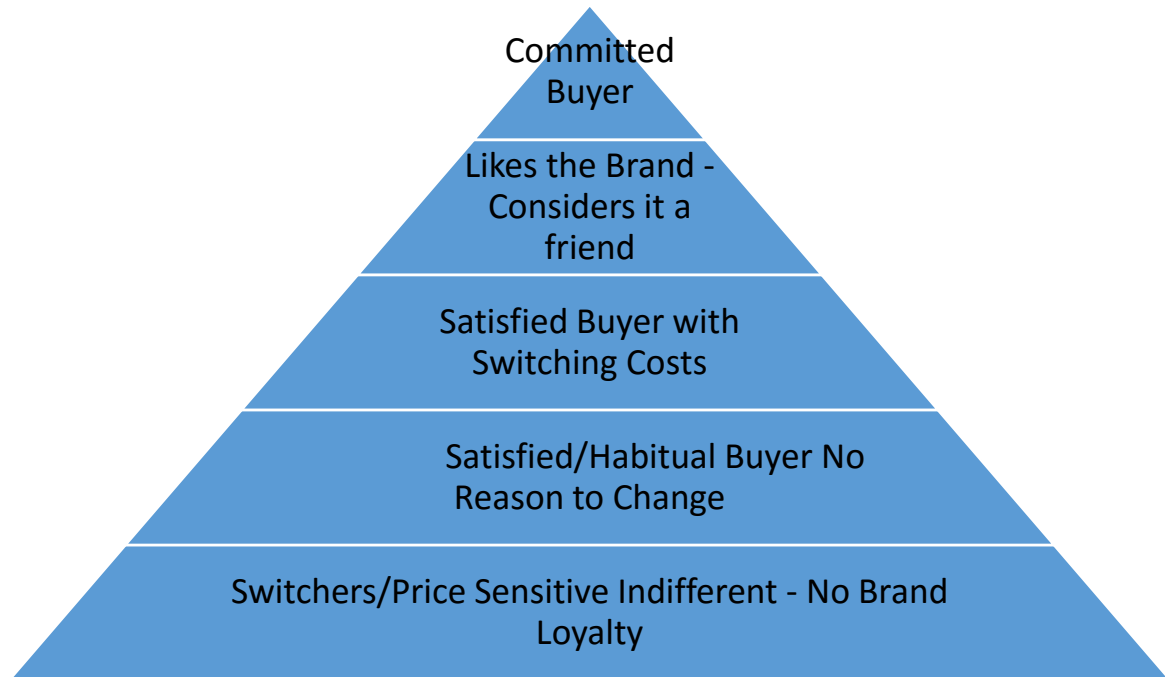 Committed
Buyer
Likes the Brand -
Considers it a
friend
Satisfied Buyer with
Switching Costs
Satisfied/Habitual Buyer No
Reason to Change
Switchers/Price Sensitive Indifferent - No Brand
Loyalty